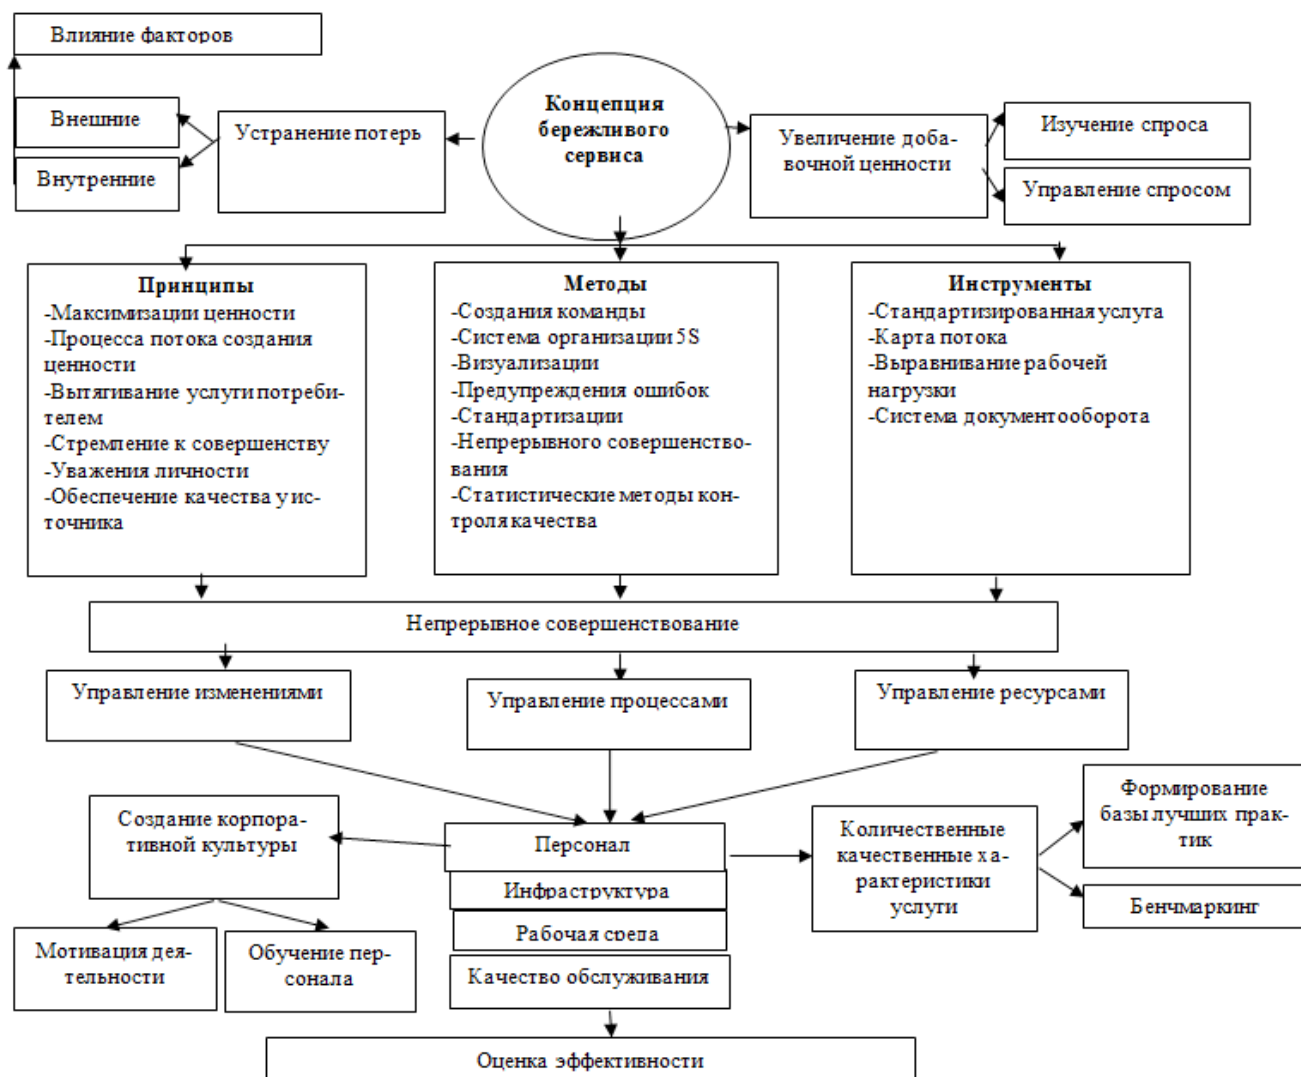 Влияние факторов
Концепция
бережливого
сервиса
Внешние
Внутренние
Устранение потерь
Увеличение доба-
вочной ценности
Изучение спроса
Управление спросом
Принципы
-Максимизации ценности
-Процесса потока создания
ценности
-Вытягивание услуги потреби-
телем
-Стремление к совершенству
-Уважения личности
-Обеспечение качества у ис-
точника
Методы
-Создания команды
-Система организации 5S
-Визуализации
-Предупреждения ошибок
-Стандартизации
-Непрерывного совершенство-
вания
-Статистические методы кон-
троля качества
Инструменты
-Стандартизированная услуга
-Карта потока
-Выравнивание рабочей
нагрузки
-Система документооборота
Непрерывное совершенствование
Управление изменениями
Управление процессами
Управление ресурсами
Создание корпора-
тивной культуры
Мотивация дея-
тельности
Обучение пер-
сонала
Персонал
Инфраструктура
Рабочая среда
Качество обслуживания
Количественные
качественные ха-
рактеристики
услуги
Формирование
базы лучших прак-
тик
Бенчмаркинг
Оценка эффективности